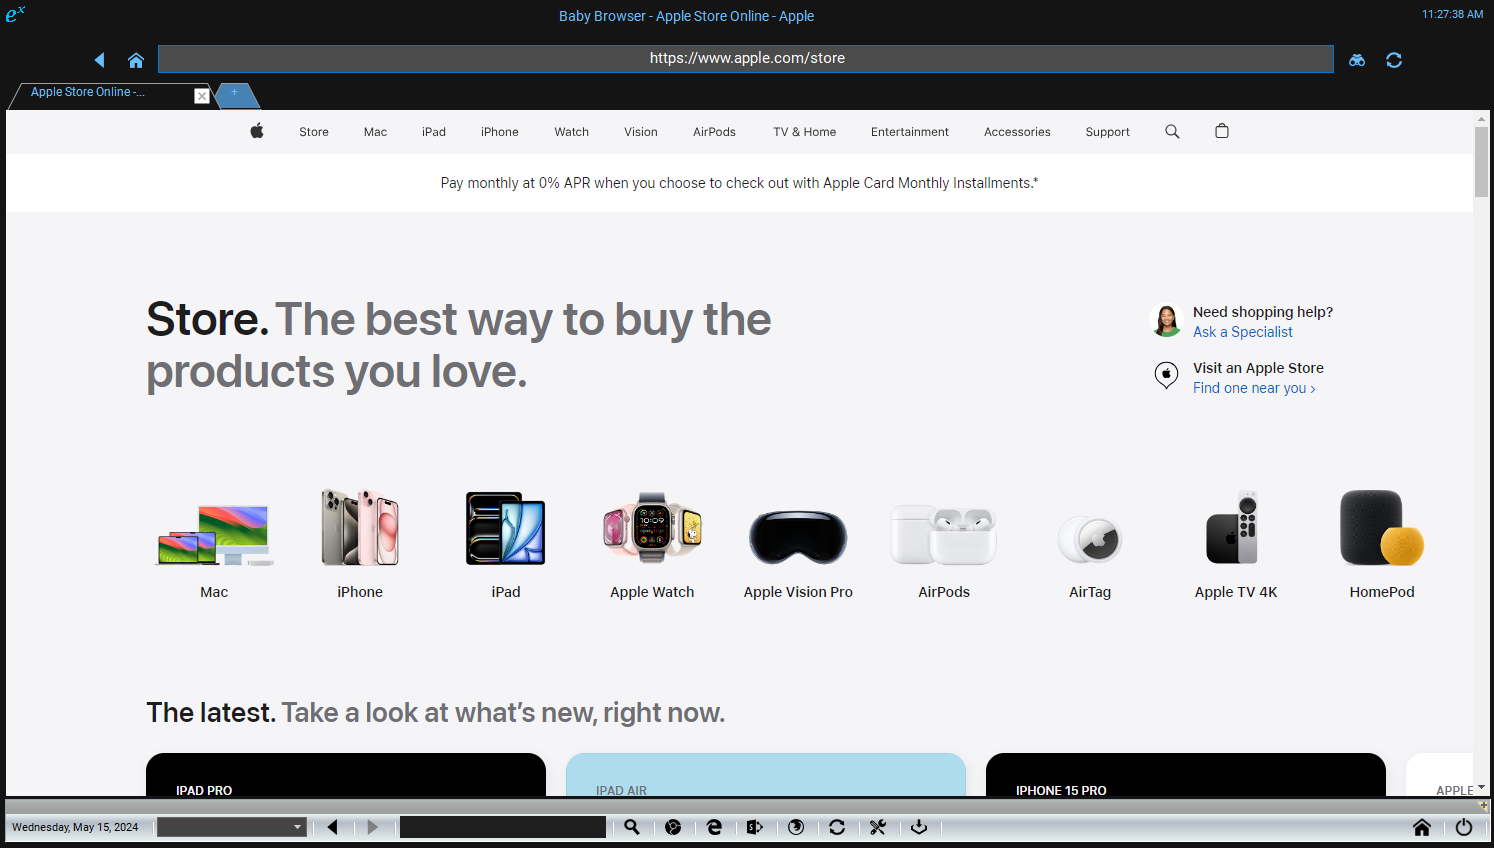 Baby Browser - Apple Store Online - Apple
11:27:38 AM
https://www.apple.com/store
Apple Store Online -...
+
Store Mac iPad iPhone Watch Vision AirPods TV & Home Entertainment Accessories Support
Pay monthly at 0% APR when you choose to check out with Apple Card Monthly Installments.*
Store. The best way to buy the
products you love.
Need shopping help?
Ask a Specialist
Visit an Apple Store
Find one near you >
Mac iPhone iPad Apple Watch Apple Vision Pro AirPods AirTag Apple TV 4K HomePod
The latest. Take a look at what's new, right now.
IPAD PRO IPAD AIR IPHONE 15 PRO APPLE
Wednesday, May 15, 2024